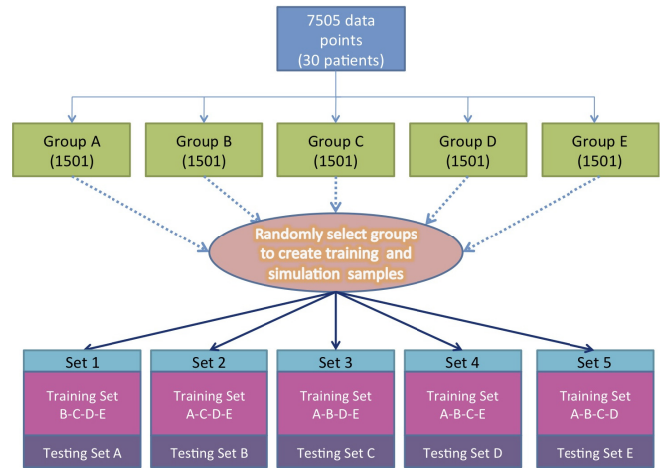 7505 data
points
(30 patients)
Group A
(1501)
Group B
(1501)
Group C
(1501)
Group D
(1501)
Group E
(1501)
Randomly select groups
to create training and
simulation samples
Set 1
Training Set
B-C-D-E
Testing Set A
Set 2
Training Set
A-C-D-E
Testing Set B
Set 3
Training Set
A-B-D-E
Testing Set C
Set 4
Training Set
A-B-C-E
Testing Set D
Set 5
Training Set
A-B-C-D
Testing Set E